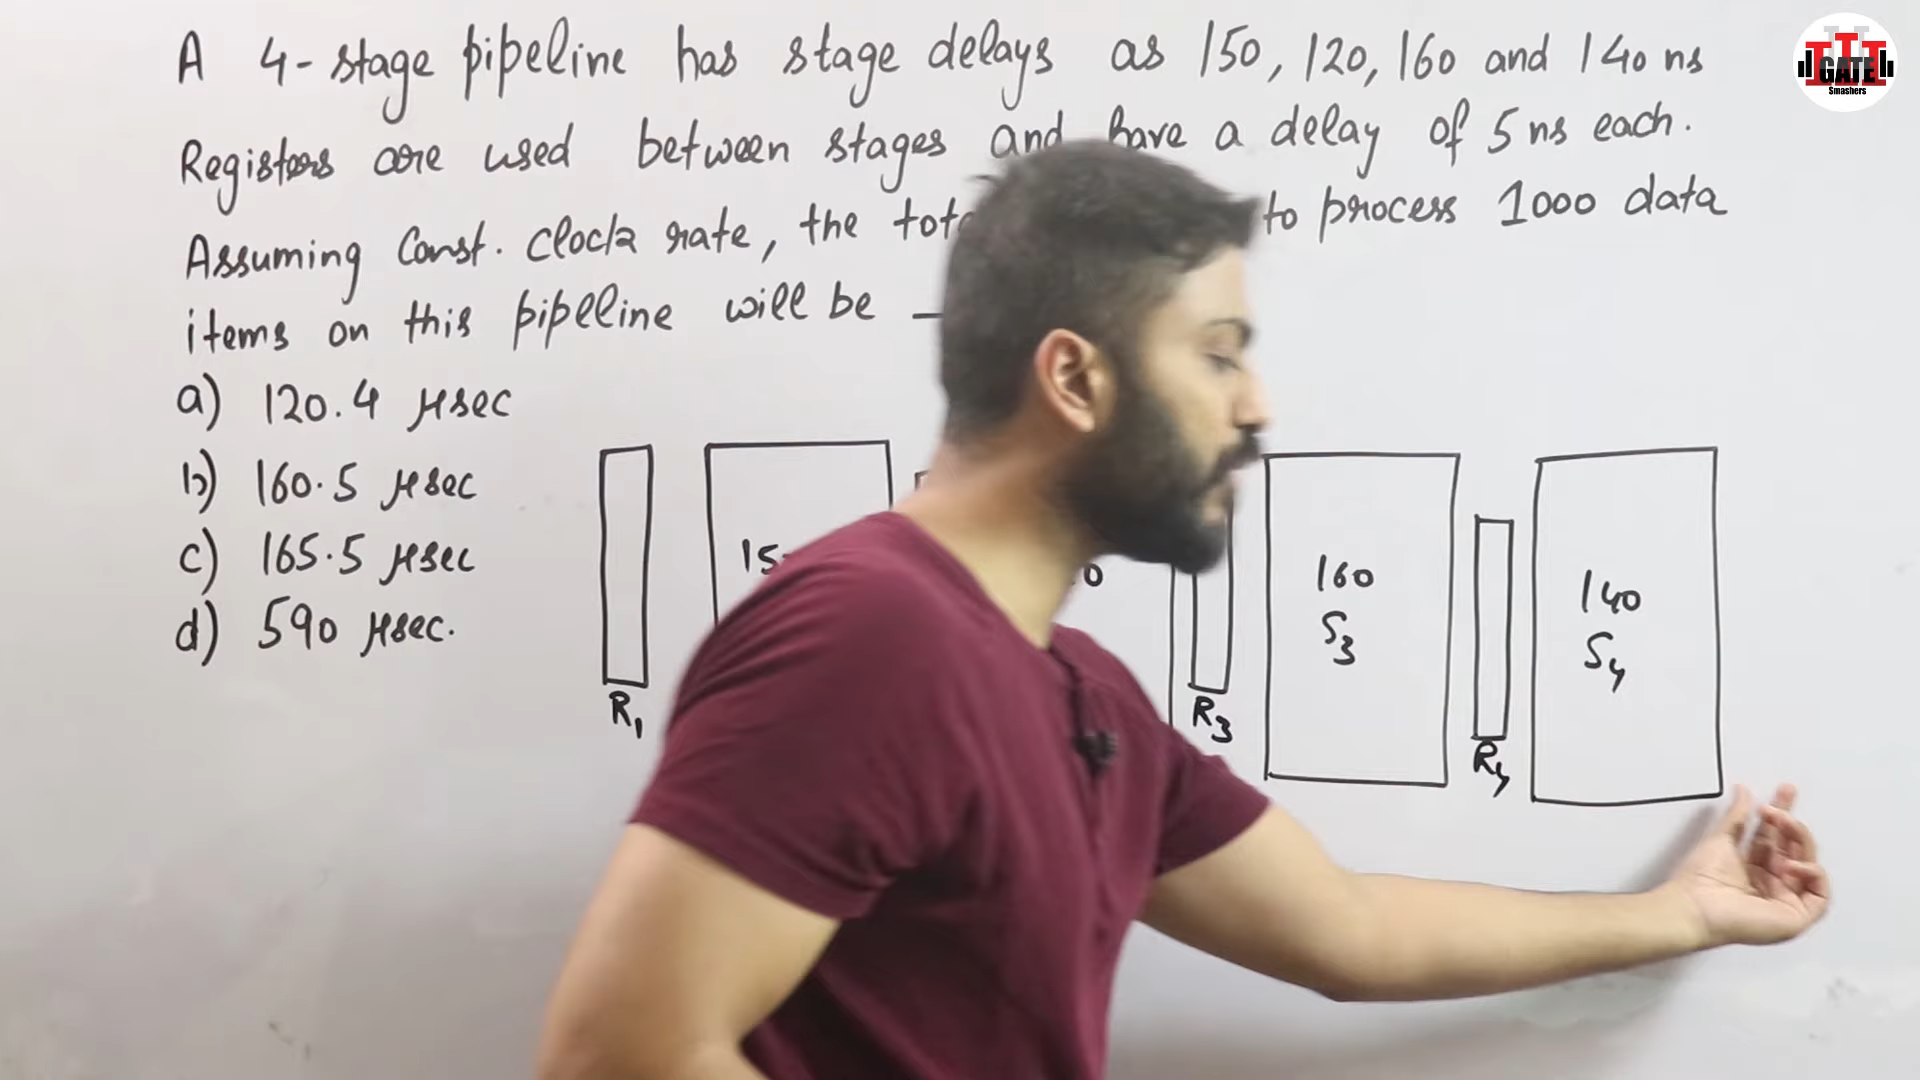 A 4-stage pipeline has stage delays as 150, 120, 160 and 140 ns
Registers are used between stages and have a delay of 5 ns each.
Assuming Const. clock rate, the to process 1000 data
items on this pipeline will be _
a) 120.4 μsec
b) 160.5 μsec
c) 165.5 μsec
d) 590 μsec.
160
S3
140
S4
R1
R3
R4
GATE
Smashers